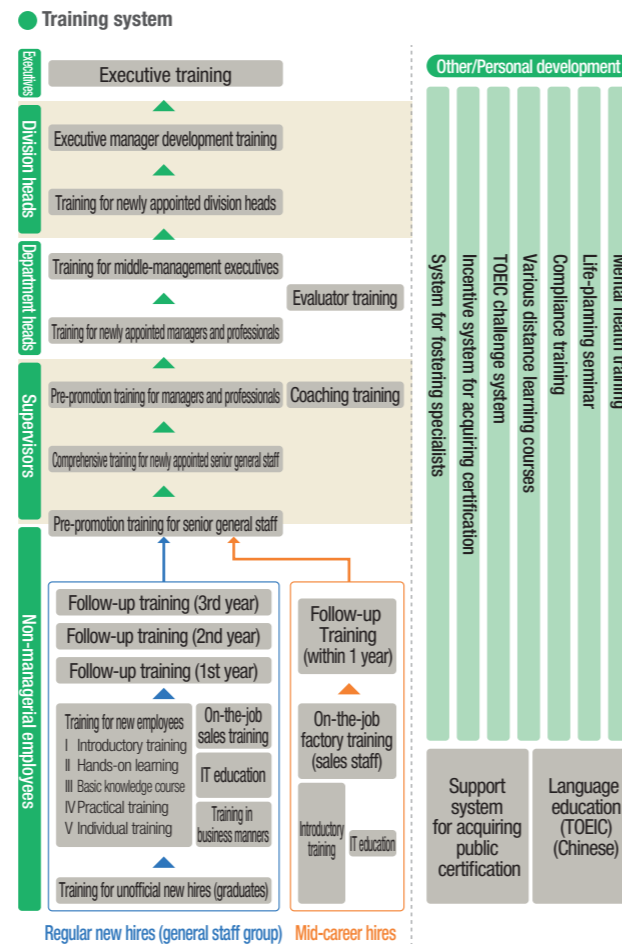 Training system
Executives
Executive training
Division heads
Executive manager development training
Training for newly appointed division heads
Department heads
Training for middle-management executives
Evaluator training
Training for newly appointed managers and professionals
Supervisors
Pre-promotion training for managers and professionals
Coaching training
Comprehensive training for newly appointed senior general staff
Pre-promotion training for senior general staff
Non-managerial employees
Follow-up training (3rd year)
Follow-up training (2nd year)
Follow-up training (1st year)
Training for new employees
I Introductory training
II Hands-on learning
III Basic knowledge course
IV Practical training
V Individual training
On-the-job
sales training
IT education
Training in
business manners
Training for unofficial new hires (graduates)
Regular new hires (general staff group)
Follow-up
Training
(within 1 year)
On-the-job
factory training
(sales staff)
Introductory
training
IT education
Mid-career hires
Other/Personal development
System for fostering specialists
Incentive system for acquiring certification
TOEIC challenge system
Various distance learning courses
Compliance training
Life-planning seminar
Mental health training
Support
system
for acquiring
public
certification
Language
education
(TOEIC)
(Chinese)